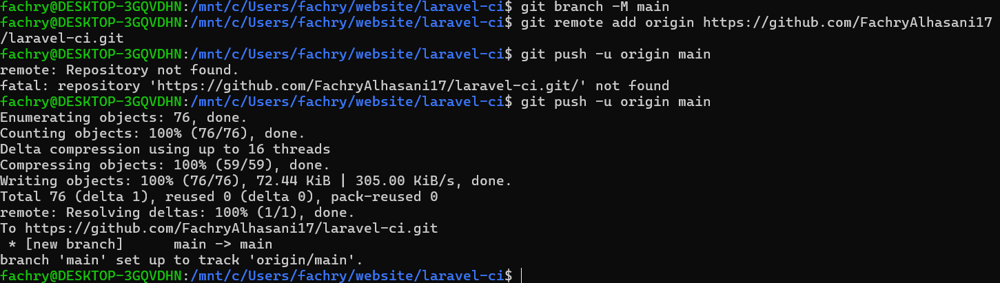 fachry@DESKTOP-3GQVDHN:/mnt/c/Users/fachry/website/laravel-ci$ git branch -M main
fachry@DESKTOP-3GQVDHN:/mnt/c/Users/fachry/website/laravel-ci$ git remote add origin https://github.com/FachryAlhasani17
/laravel-ci.git
fachry@DESKTOP-3GQVDHN:/mnt/c/Users/fachry/website/laravel-ci$ git push -u origin main
remote: Repository not found.
fatal: repository 'https://github.com/FachryAlhasani17/laravel-ci.git/' not found
fachry@DESKTOP-3GQVDHN:/mnt/c/Users/fachry/website/laravel-ci$ git push -u origin main
Enumerating objects: 76, done.
Counting objects: 100% (76/76), done.
Delta compression using up to 16 threads
Compressing objects: 100% (59/59), done.
Writing objects: 100% (76/76), 72.44 KiB | 305.00 KiB/s, done.
Total 76 (delta 1), reused 0 (delta 0), pack-reused 0
remote: Resolving deltas: 100% (1/1), done.
To https://github.com/FachryAlhasani17/laravel-ci.git
 * [new branch]      main -> main
branch 'main' set up to track 'origin/main'.
fachry@DESKTOP-3GQVDHN:/mnt/c/Users/fachry/website/laravel-ci$